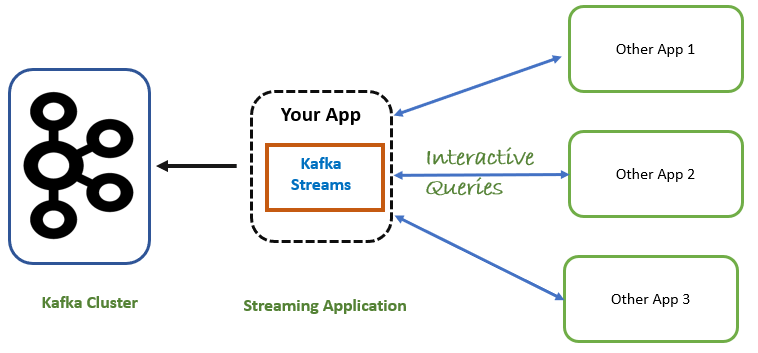 Other App 1
Your App
Kafka
Streams
Interactive
Queries
Other App 2
Other App 3
Kafka Cluster
Streaming Application